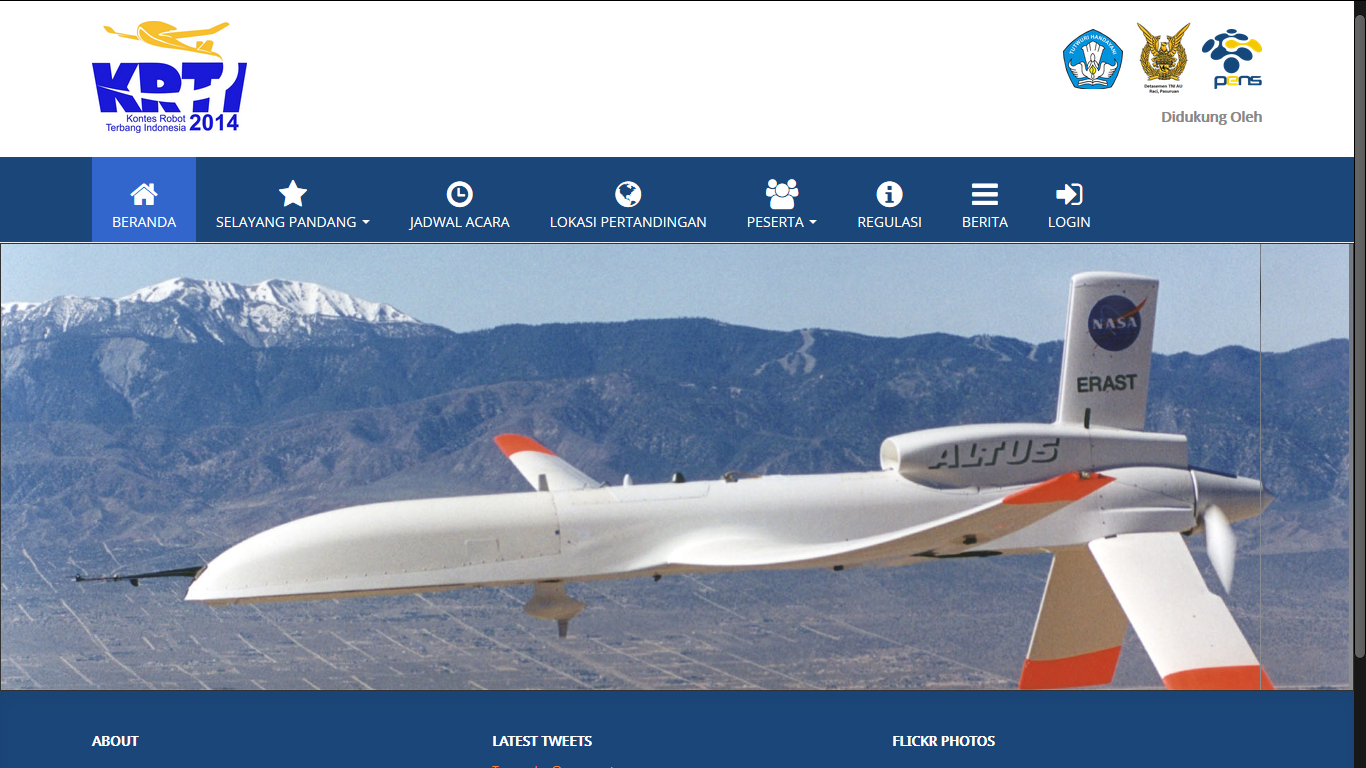 KRTI
Kontes Robot
Terbang Indonesia 2014
TUT WURI HANDAYANI
Detasemen TNI AU
Raci, Pasuruan
pens
Didukung Oleh
BERANDA
SELAYANG PANDANG
JADWAL ACARA
LOKASI PERTANDINGAN
PESERTA
REGULASI
BERITA
LOGIN
NASA
ERAST
ALTUS
ABOUT
LATEST TWEETS
FLICKR PHOTOS